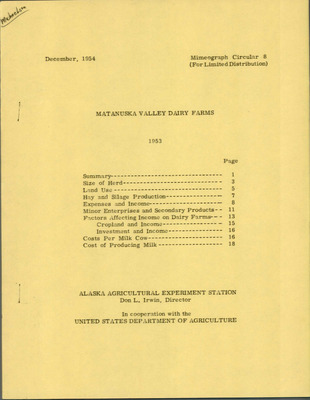 Matanuska
December, 1954 Mimeograph Circular 8
(For Limited Distribution)
MATANUSKA VALLEY DAIRY FARMS
1953
Page
Summary----------------------------------- 1
Size of Herd------------------------------- 3
Land Use ---------------------------------- 5
Hay and Silage Production----------------- 7
Expenses and Income---------------------- 8
Minor Enterprises and Secondary Products-- 11
Factors Affecting Income on Dairy Farms--- 13
Cropland and Income------------------ 15
Investment and Income---------------- 16
Costs Per Milk Cow----------------------- 16
Cost of Producing Milk -------------------- 18
ALASKA AGRICULTURAL EXPERIMENT STATION
Don L. Irwin, Director
In cooperation with the
UNITED STATES DEPARTMENT OF AGRICULTURE